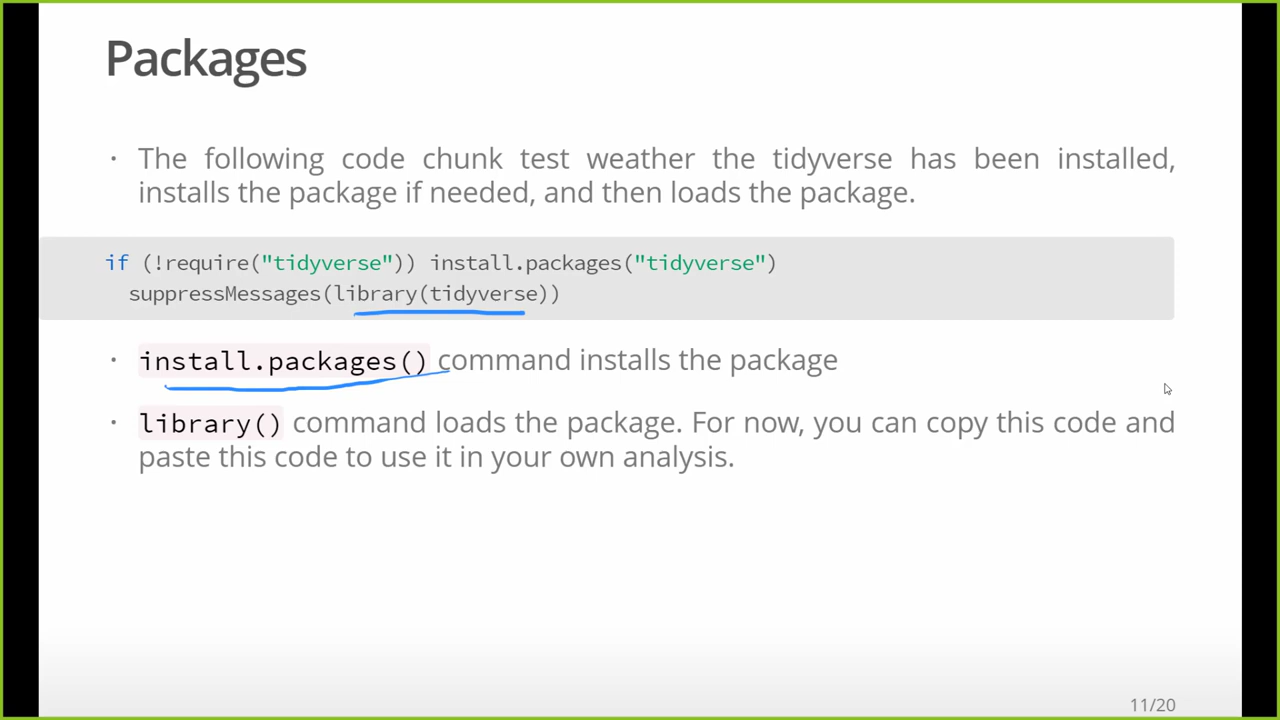 Packages
· The following code chunk test weather the tidyverse has been installed,
installs the package if needed, and then loads the package.
if (!require("tidyverse")) install.packages("tidyverse")
suppressMessages(library(tidyverse))
· install.packages() command installs the package
· library() command loads the package. For now, you can copy this code and
paste this code to use it in your own analysis.
11/20